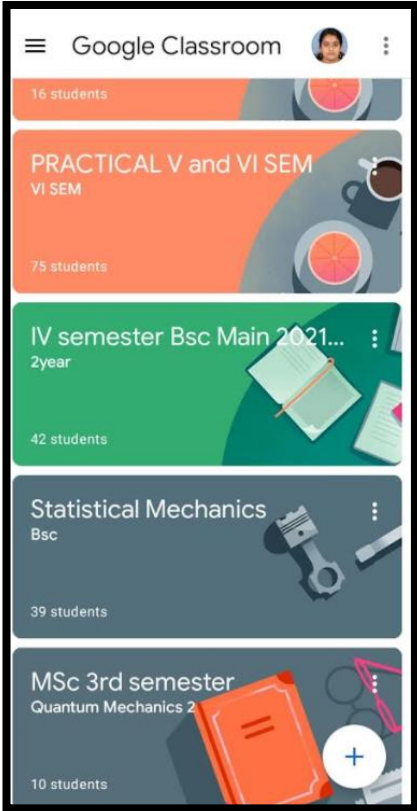 Google Classroom
16 students
PRACTICAL V and VI SEM
VI SEM
75 students
IV semester Bsc Main 2021...
2year
42 students
Statistical Mechanics
Bsc
39 students
MSc 3rd semester
Quantum Mechanics 2
10 students